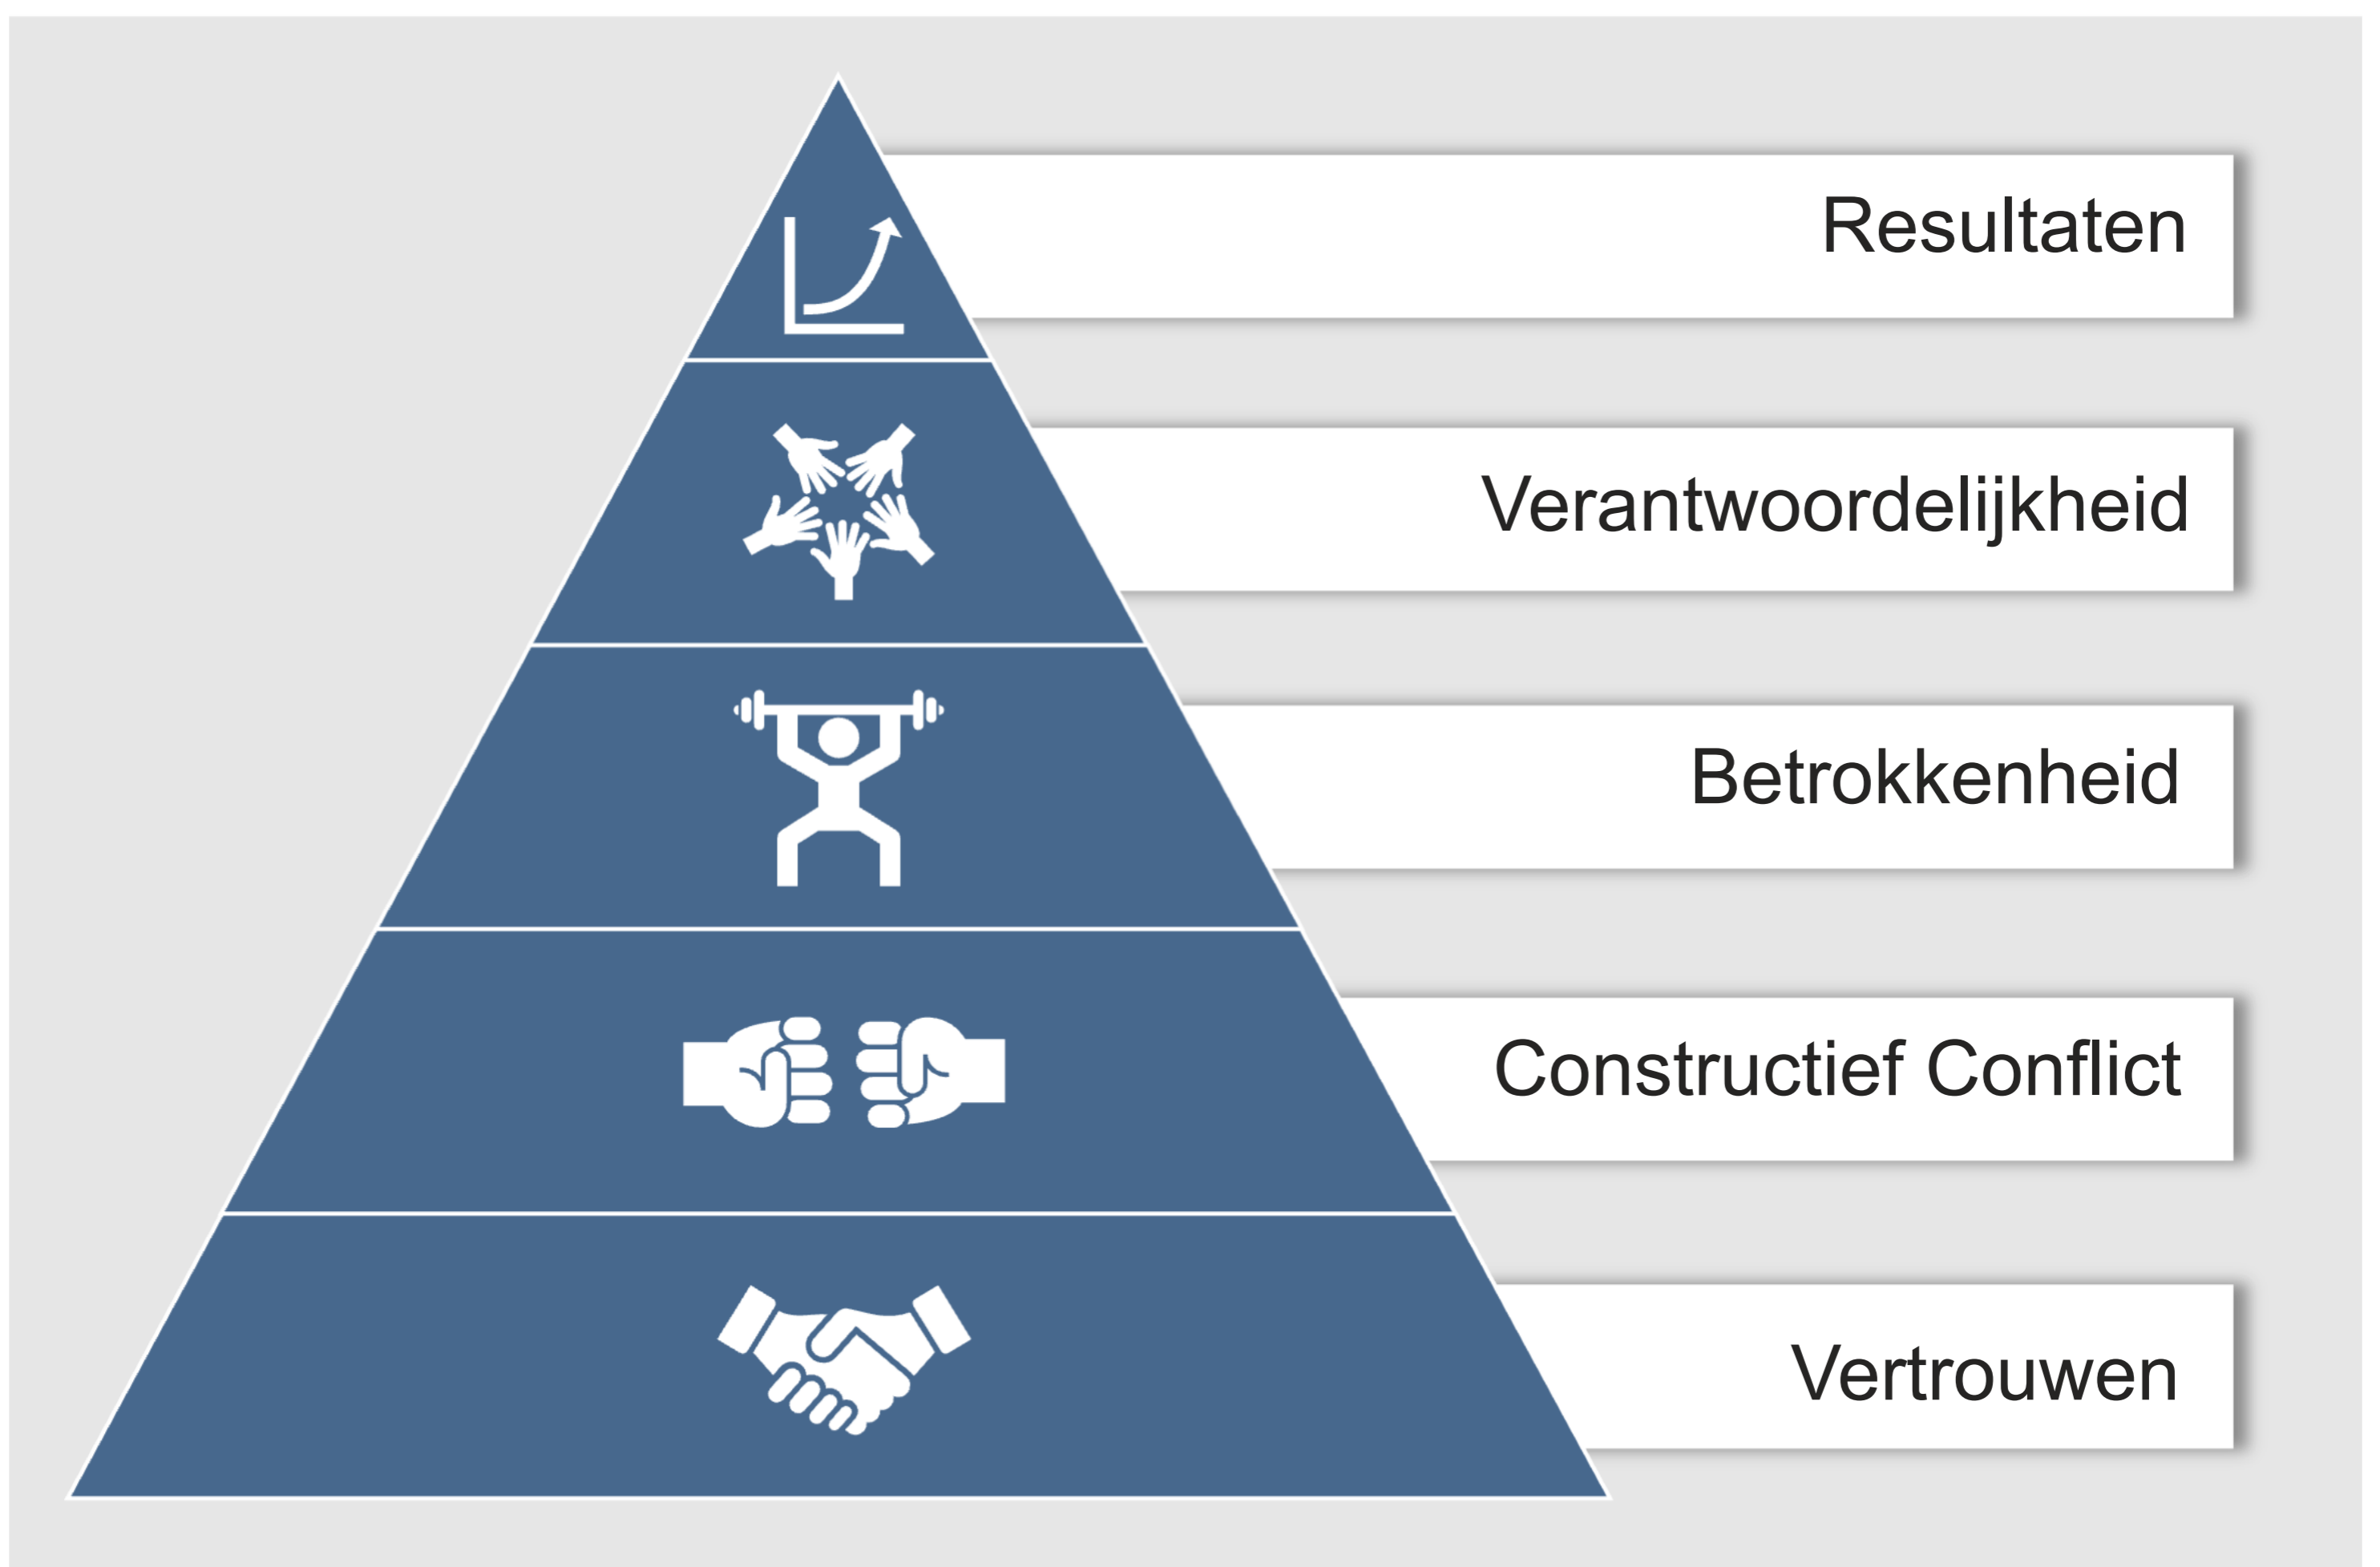 Resultaten
Verantwoordelijkheid
Betrokkenheid
Constructief Conflict
Vertrouwen